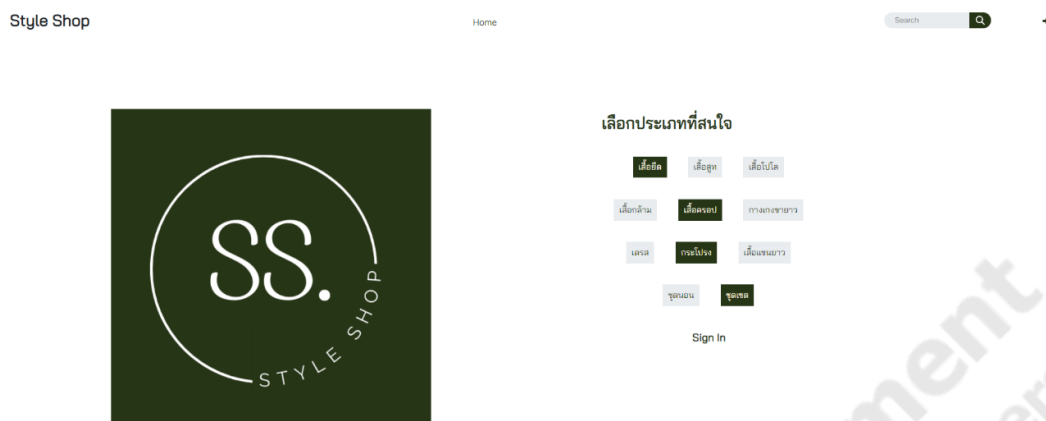 Style Shop
Home
Search
เลือกประเภทที่สนใจ
เสื้อยืด เสื้อสูท เสื้อโปโล
เสื้อกล้าม เสื้อครอป กางเกงขายาว
เดรส กระโปรง เสื้อแขนยาว
ชุดนอน ชุดเซต
Sign In
SS.
STYLE SHOP